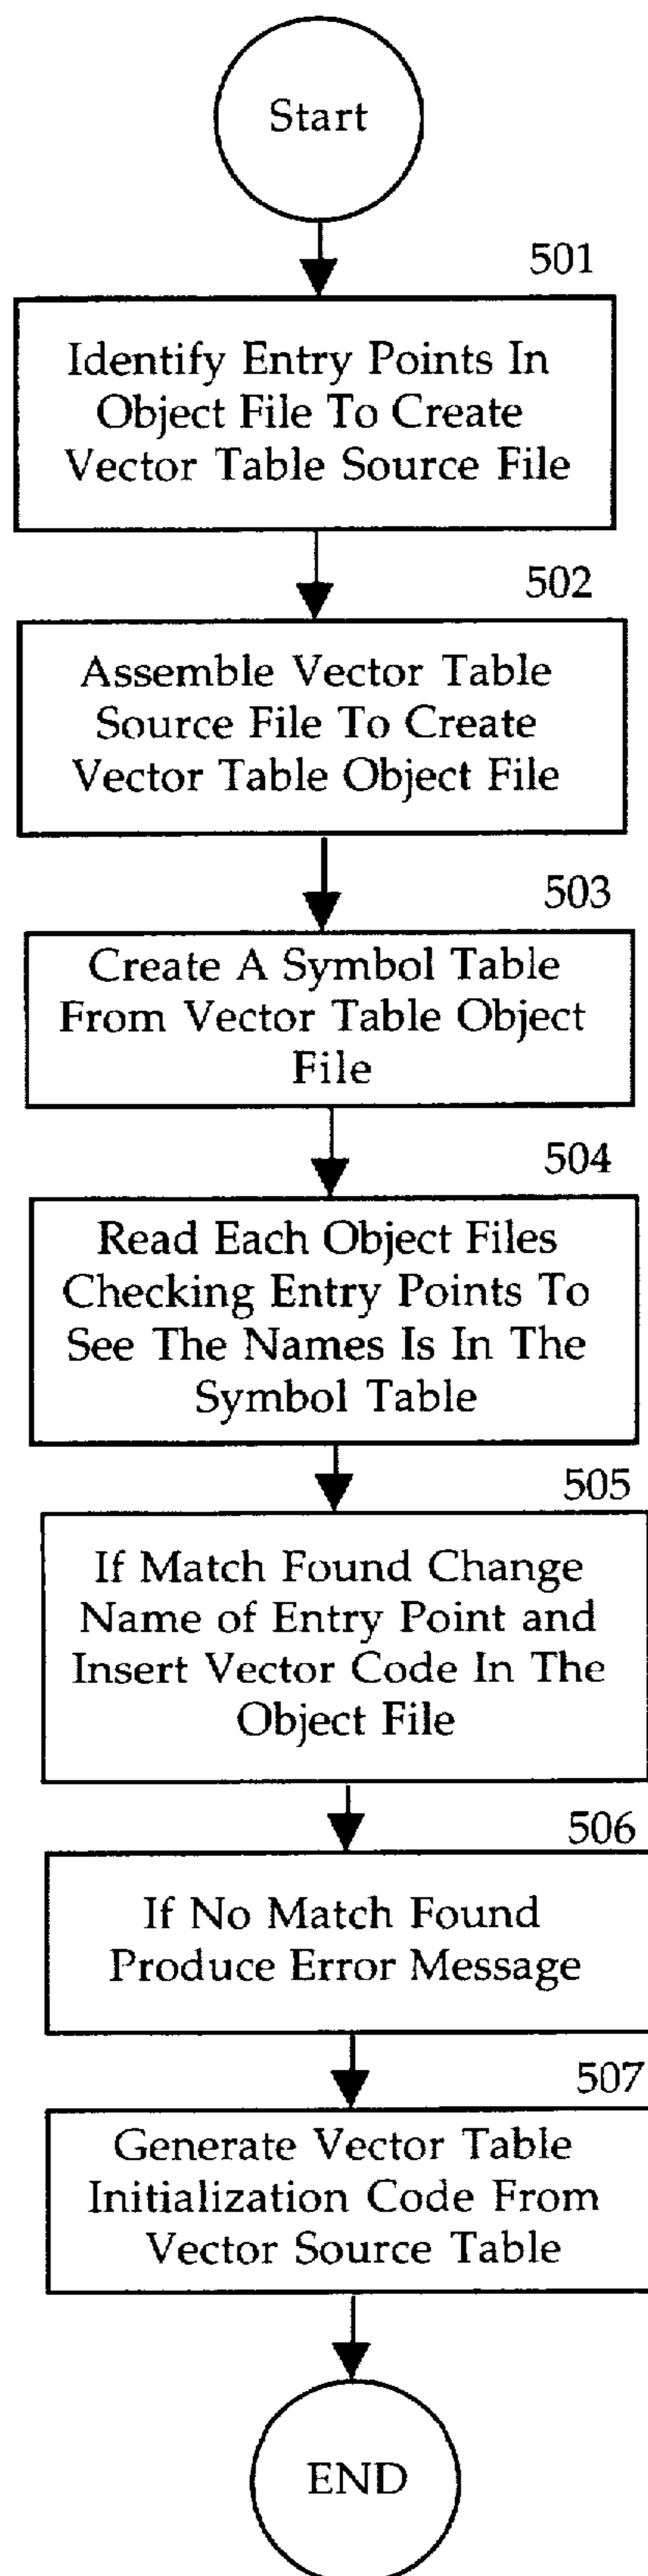 Start
501
Identify Entry Points In
Object File To Create
Vector Table Source File
502
Assemble Vector Table
Source File To Create
Vector Table Object File
503
Create A Symbol Table
From Vector Table Object
File
504
Read Each Object Files
Checking Entry Points To
See The Names Is In The
Symbol Table
505
If Match Found Change
Name of Entry Point and
Insert Vector Code In The
Object File
506
If No Match Found
Produce Error Message
507
Generate Vector Table
Initialization Code From
Vector Source Table
END